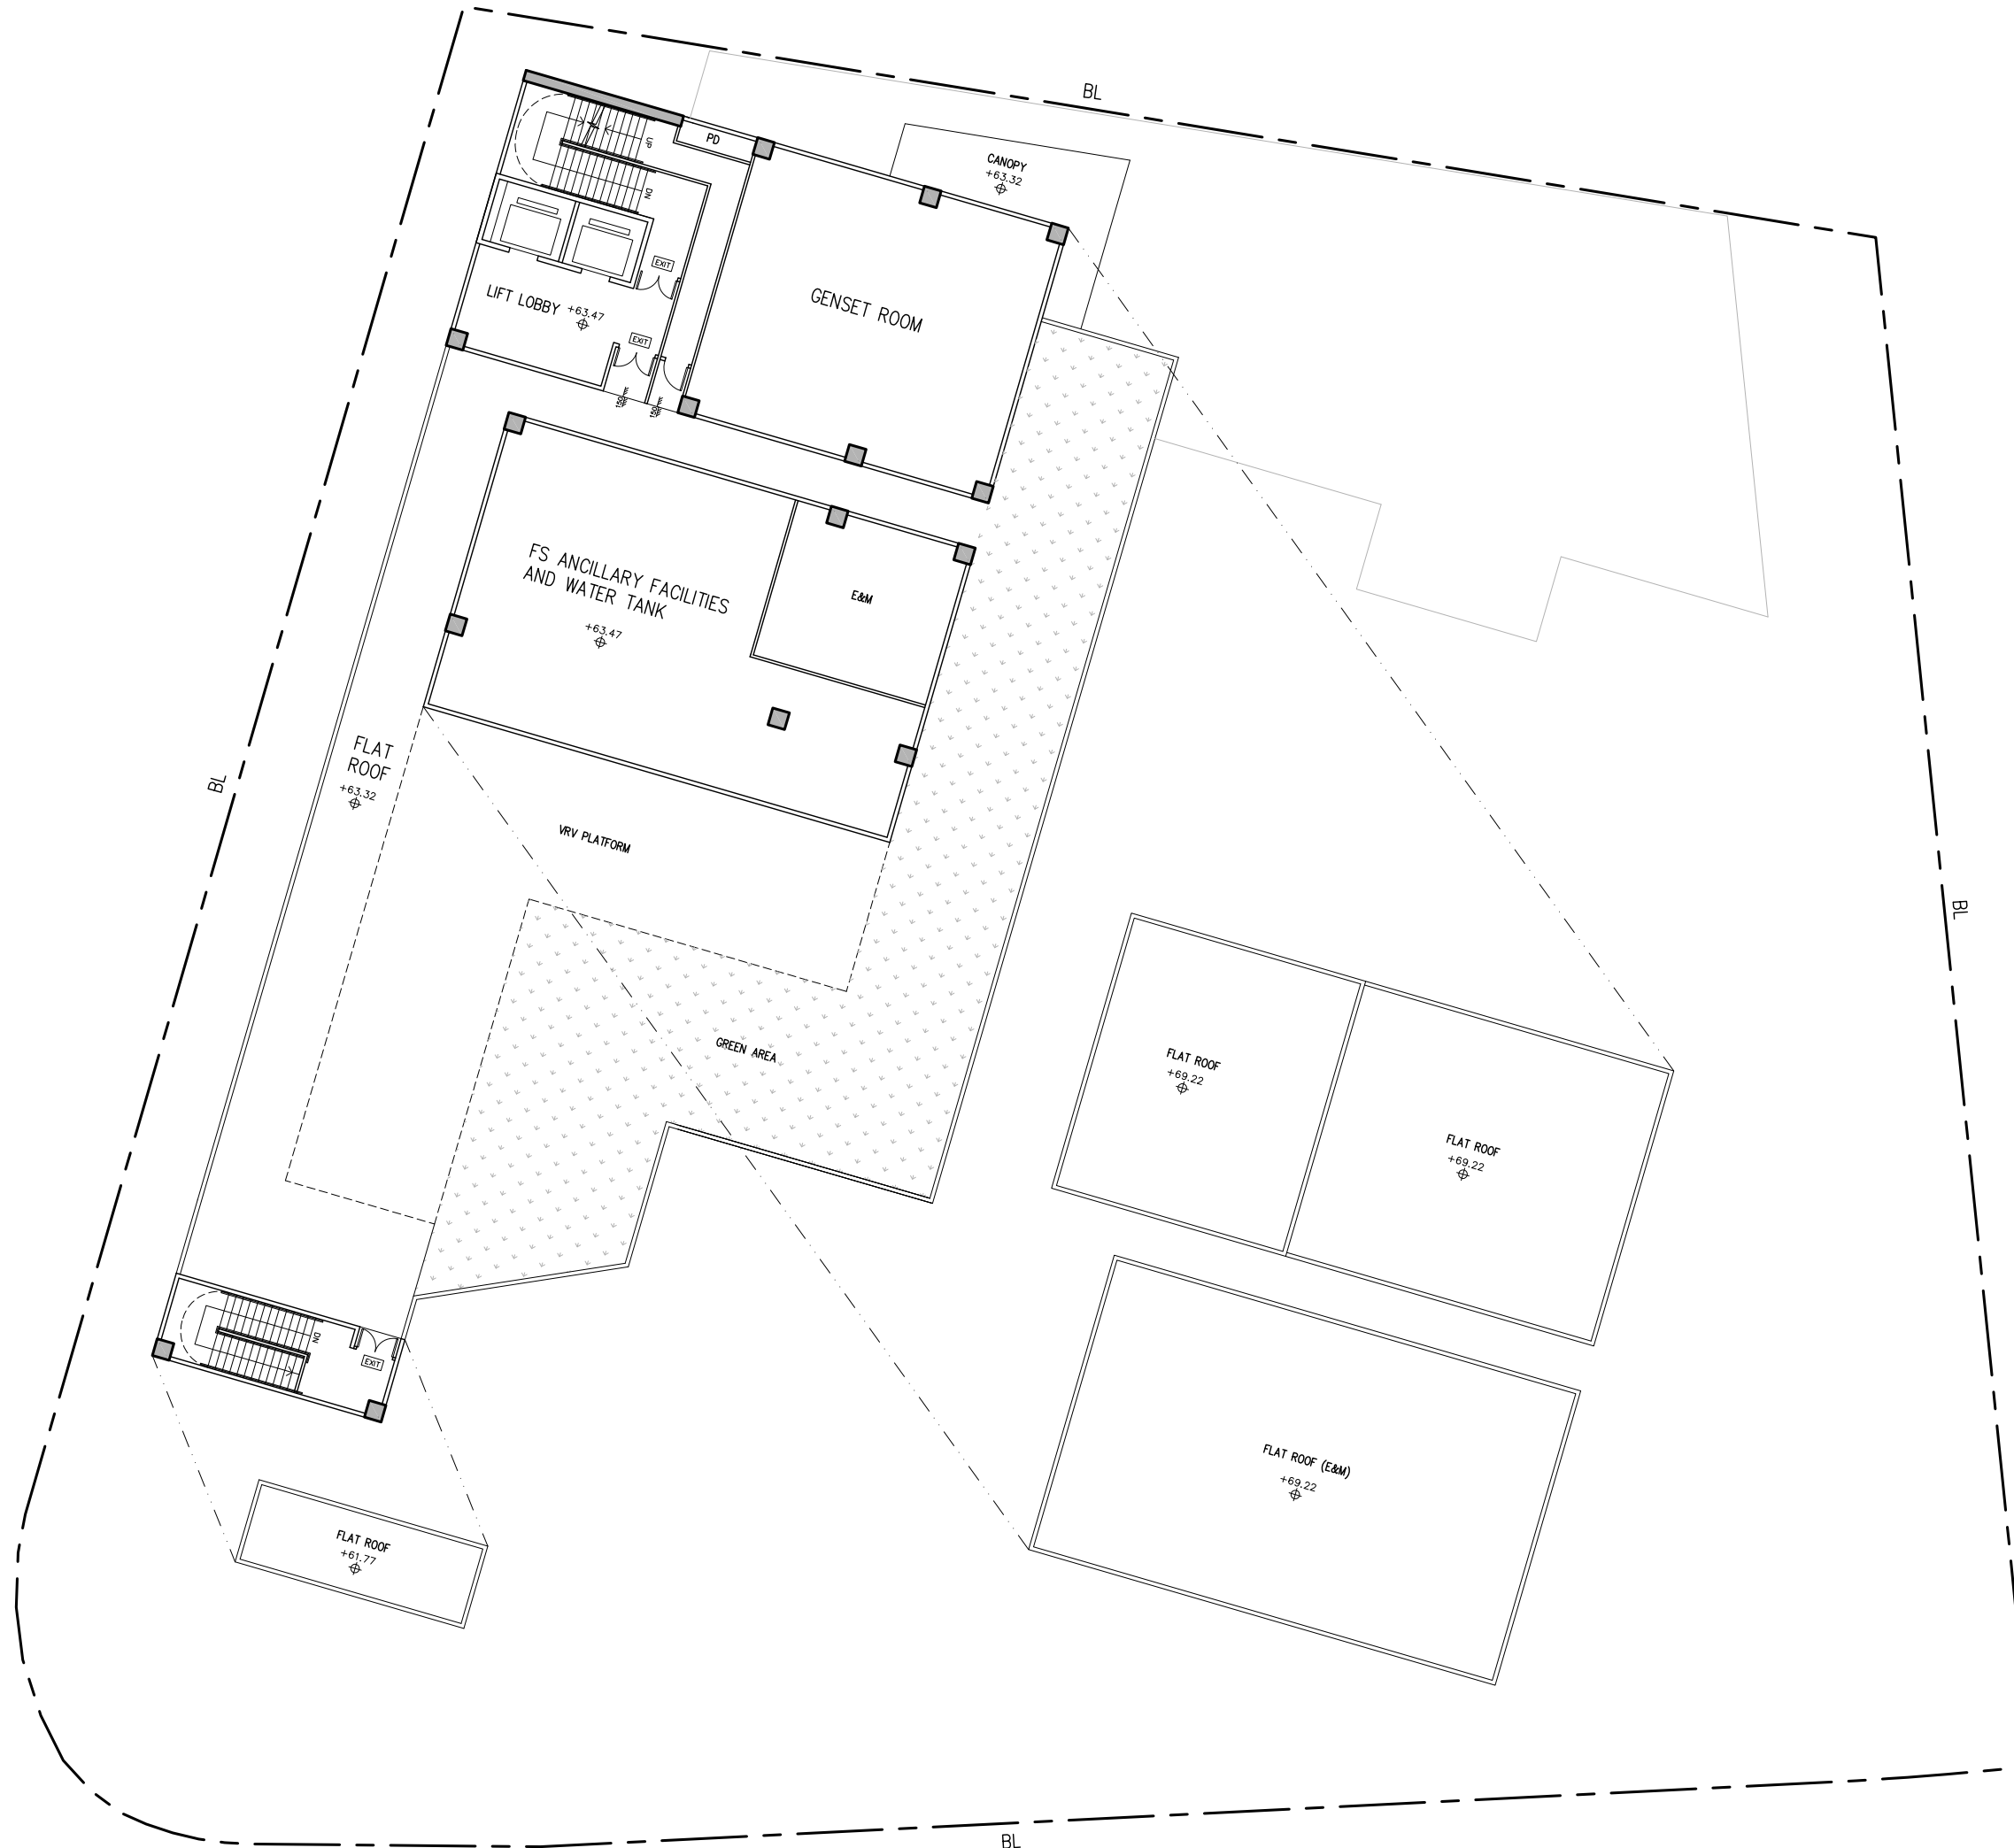 BL
UP
PD
DN
CANOPY
+63.32
EXIT
LIFT LOBBY +63.47
GENSET ROOM
EXIT
FS ANCILLARY FACILITIES
AND WATER TANK
+63.47
E&M
FLAT
ROOF
+63.32
BL
VRV PLATFORM
BL
GREEN AREA
FLAT ROOF
+69.22
FLAT ROOF
+69.22
DN
EXIT
FLAT ROOF (E&M)
+69.22
FLAT ROOF
+61.77
BL